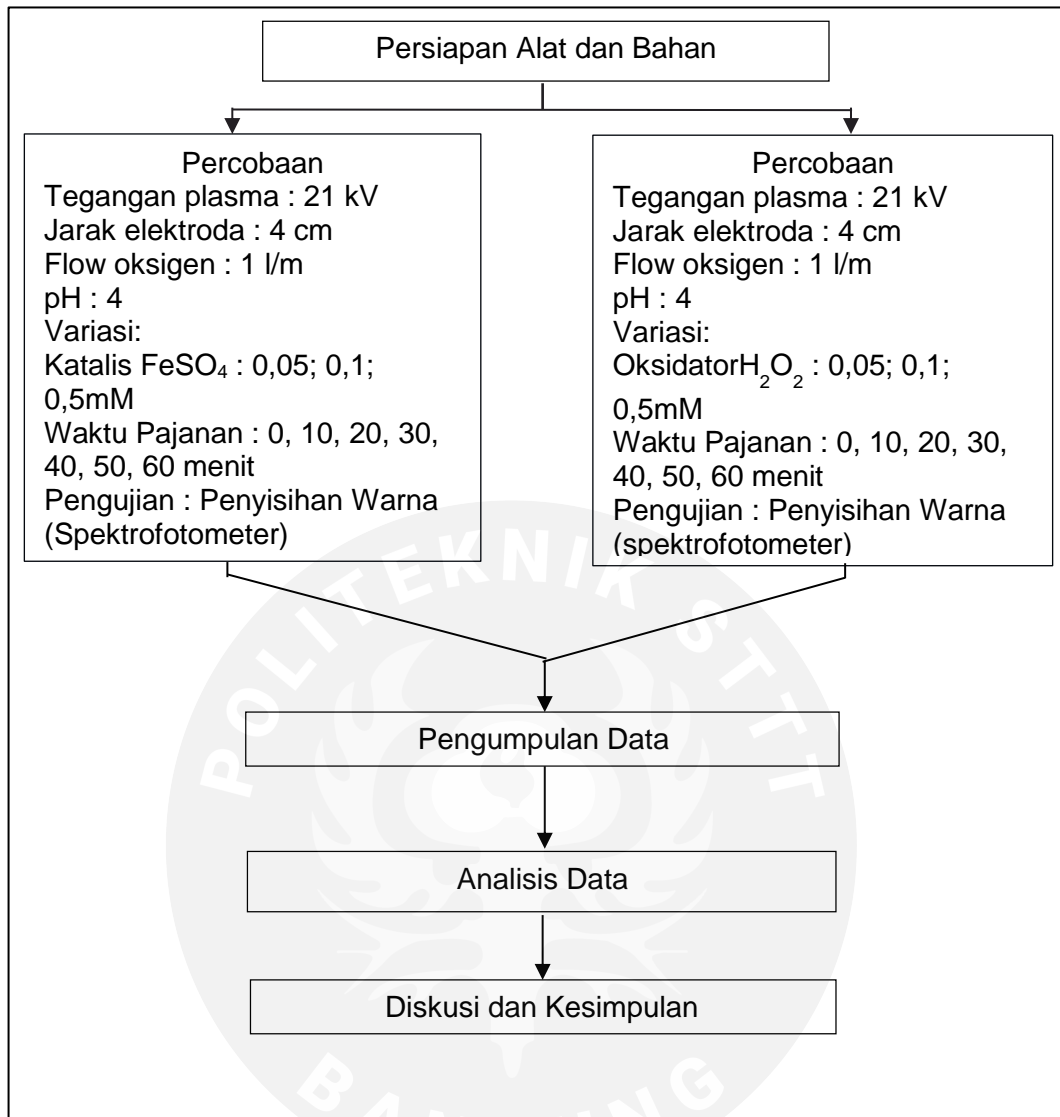 Persiapan Alat dan Bahan
Percobaan
Tegangan plasma : 21 kV
Jarak elektroda : 4 cm
Flow oksigen : 1 l/m
pH : 4
Variasi:
Katalis FeSO₄ : 0,05; 0,1;
0,5mM
Waktu Pajanan : 0, 10, 20, 30,
40, 50, 60 menit
Pengujian : Penyisihan Warna
(Spektrofotometer)
Percobaan
Tegangan plasma : 21 kV
Jarak elektroda : 4 cm
Flow oksigen : 1 l/m
pH : 4
Variasi:
OksidatorH₂O₂ : 0,05; 0,1;
0,5mM
Waktu Pajanan : 0, 10, 20, 30,
40, 50, 60 menit
Pengujian : Penyisihan Warna
(spektrofotometer)
POLITEKNIK STTT
Pengumpulan Data
Analisis Data
Diskusi dan Kesimpulan